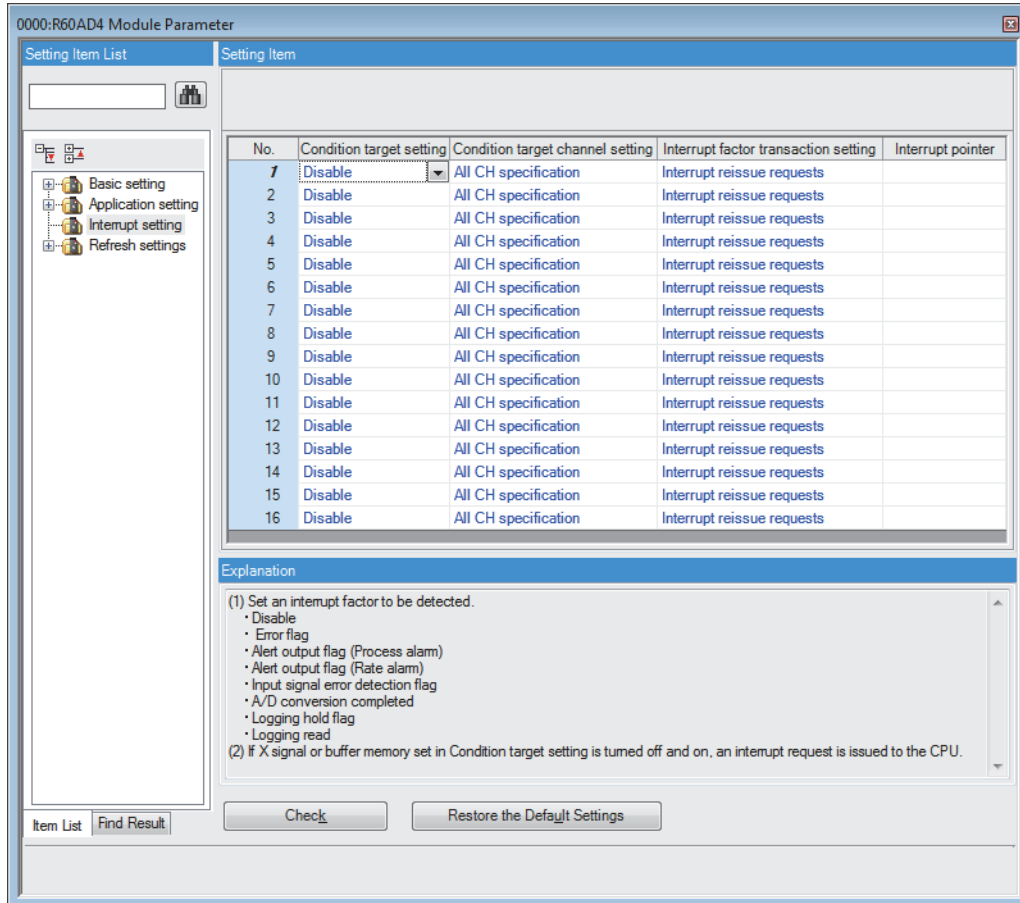 0000:R60AD4 Module Parameter
Setting Item List
Setting Item
Basic setting
Application setting
Interrupt setting
Refresh settings
No. Condition target setting Condition target channel setting Interrupt factor transaction setting Interrupt pointer
1 Disable All CH specification Interrupt reissue requests
2 Disable All CH specification Interrupt reissue requests
3 Disable All CH specification Interrupt reissue requests
4 Disable All CH specification Interrupt reissue requests
5 Disable All CH specification Interrupt reissue requests
6 Disable All CH specification Interrupt reissue requests
7 Disable All CH specification Interrupt reissue requests
8 Disable All CH specification Interrupt reissue requests
9 Disable All CH specification Interrupt reissue requests
10 Disable All CH specification Interrupt reissue requests
11 Disable All CH specification Interrupt reissue requests
12 Disable All CH specification Interrupt reissue requests
13 Disable All CH specification Interrupt reissue requests
14 Disable All CH specification Interrupt reissue requests
15 Disable All CH specification Interrupt reissue requests
16 Disable All CH specification Interrupt reissue requests
Explanation
(1) Set an interrupt factor to be detected.
・Disable
・ Error flag
・Alert output flag (Process alarm)
・Alert output flag (Rate alarm)
・Input signal error detection flag
・A/D conversion completed
・Logging hold flag
・Logging read
(2) If X signal or buffer memory set in Condition target setting is turned off and on, an interrupt request is issued to the CPU.
Item List Find Result
Check Restore the Default Settings